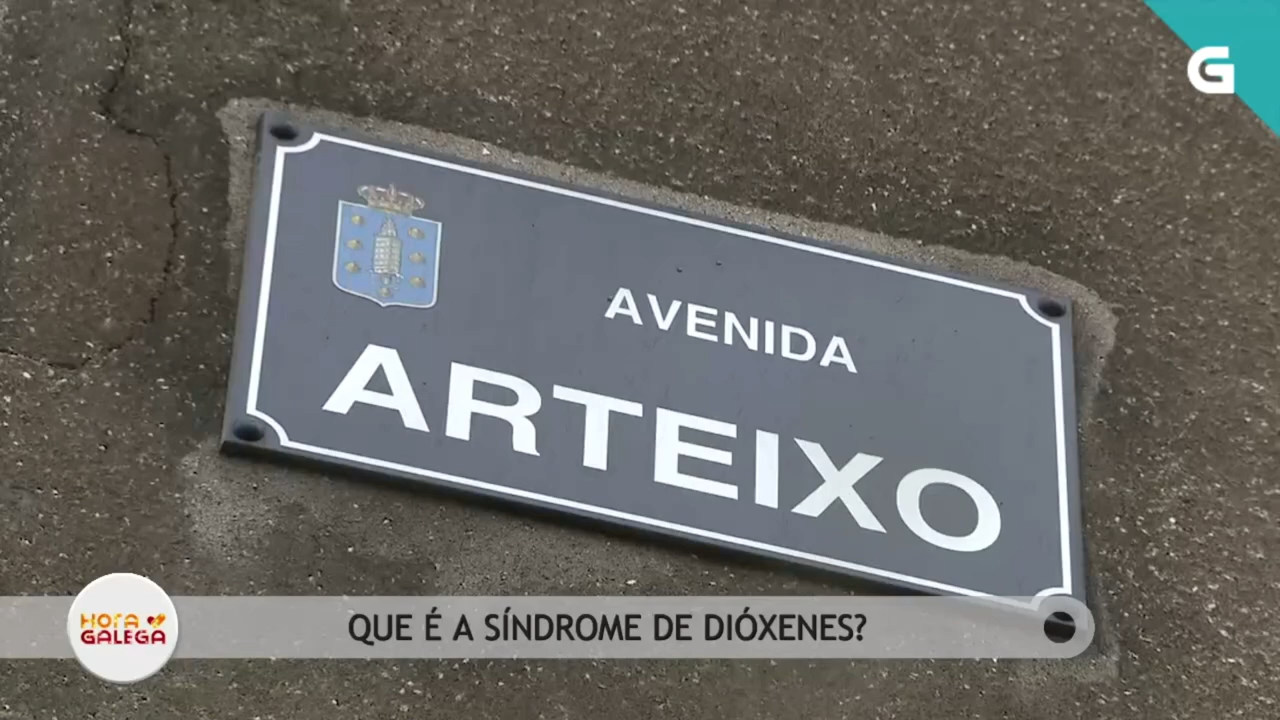 G
AVENIDA
ARTEIXO
HORA
GALEGA
QUE É A SÍNDROME DE DIÓXENES?